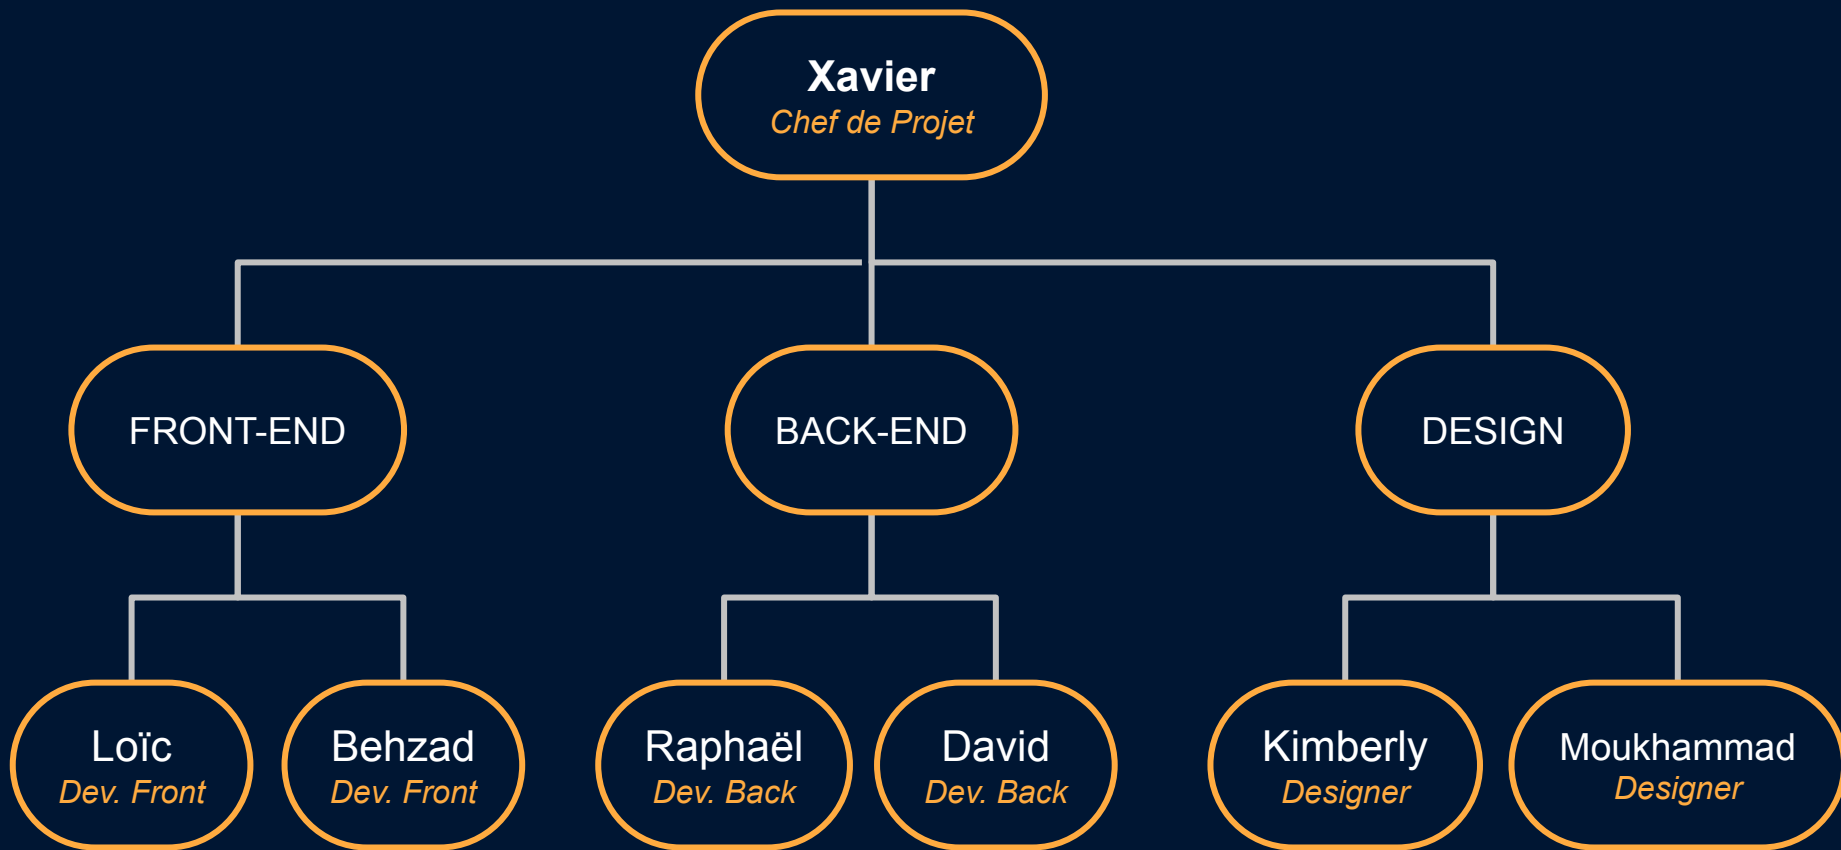 Xavier
Chef de Projet
FRONT-END
BACK-END
DESIGN
Loïc
Dev. Front
Behzad
Dev. Front
Raphaël
Dev. Back
David
Dev. Back
Kimberly
Designer
Moukhammad
Designer